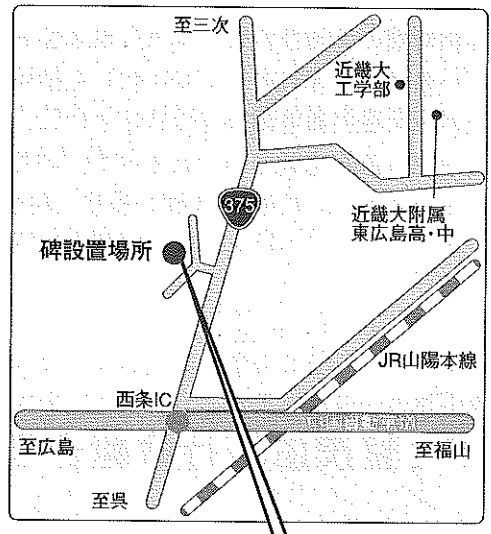 至三次
近畿大
工学部
375
近畿大附属
東広島高・中
碑設置場所
JR山陽本線
西条IC
至広島
至福山
至呉